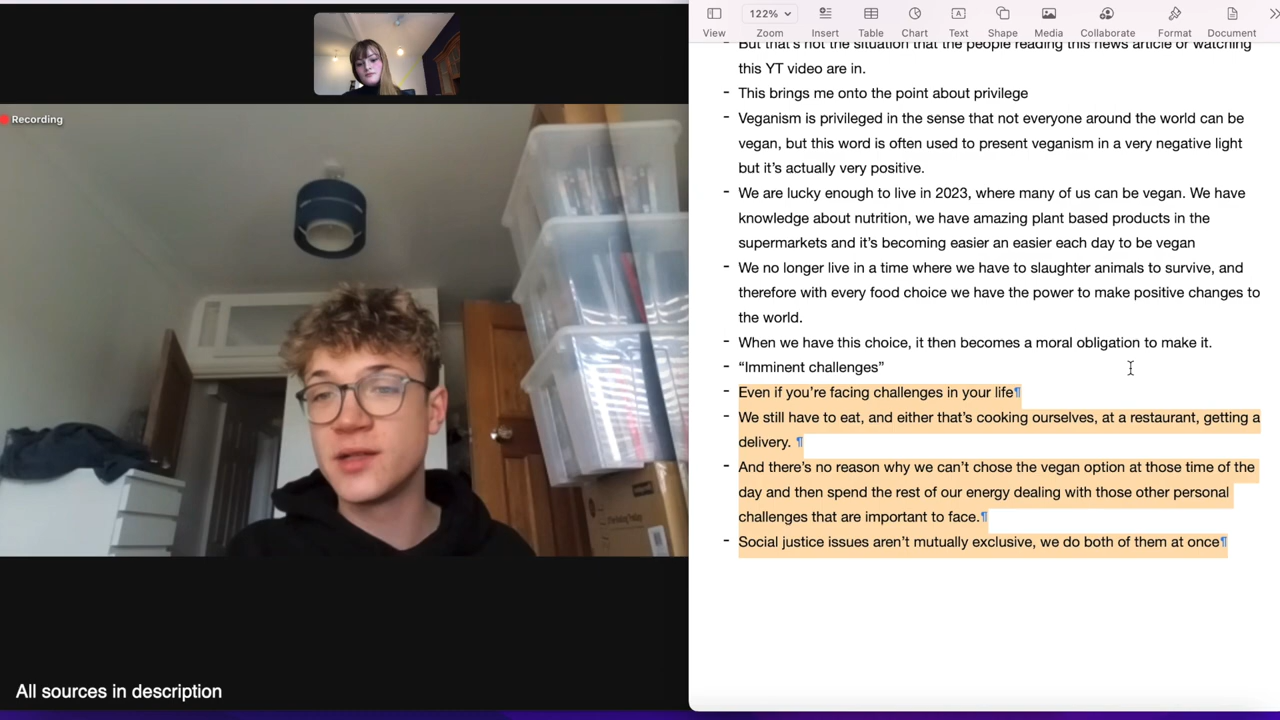 122%
View
Zoom
Insert
Table
Chart
Text
Shape
Media
Collaborate
Format
Document
Recording
- But that's not the situation that the people reading this news article or watching
this YT video are in.
- This brings me onto the point about privilege
- Veganism is privileged in the sense that not everyone around the world can be
vegan, but this word is often used to present veganism in a very negative light
but it's actually very positive.
- We are lucky enough to live in 2023, where many of us can be vegan. We have
knowledge about nutrition, we have amazing plant based products in the
supermarkets and it's becoming easier an easier each day to be vegan
- We no longer live in a time where we have to slaughter animals to survive, and
therefore with every food choice we have the power to make positive changes to
the world.
- When we have this choice, it then becomes a moral obligation to make it.
- “Imminent challenges”
- Even if you're facing challenges in your life¶
- We still have to eat, and either that's cooking ourselves, at a restaurant, getting a
delivery. ¶
- And there's no reason why we can't chose the vegan option at those time of the
day and then spend the rest of our energy dealing with those other personal
challenges that are important to face.¶
- Social justice issues aren't mutually exclusive, we do both of them at once¶
All sources in description